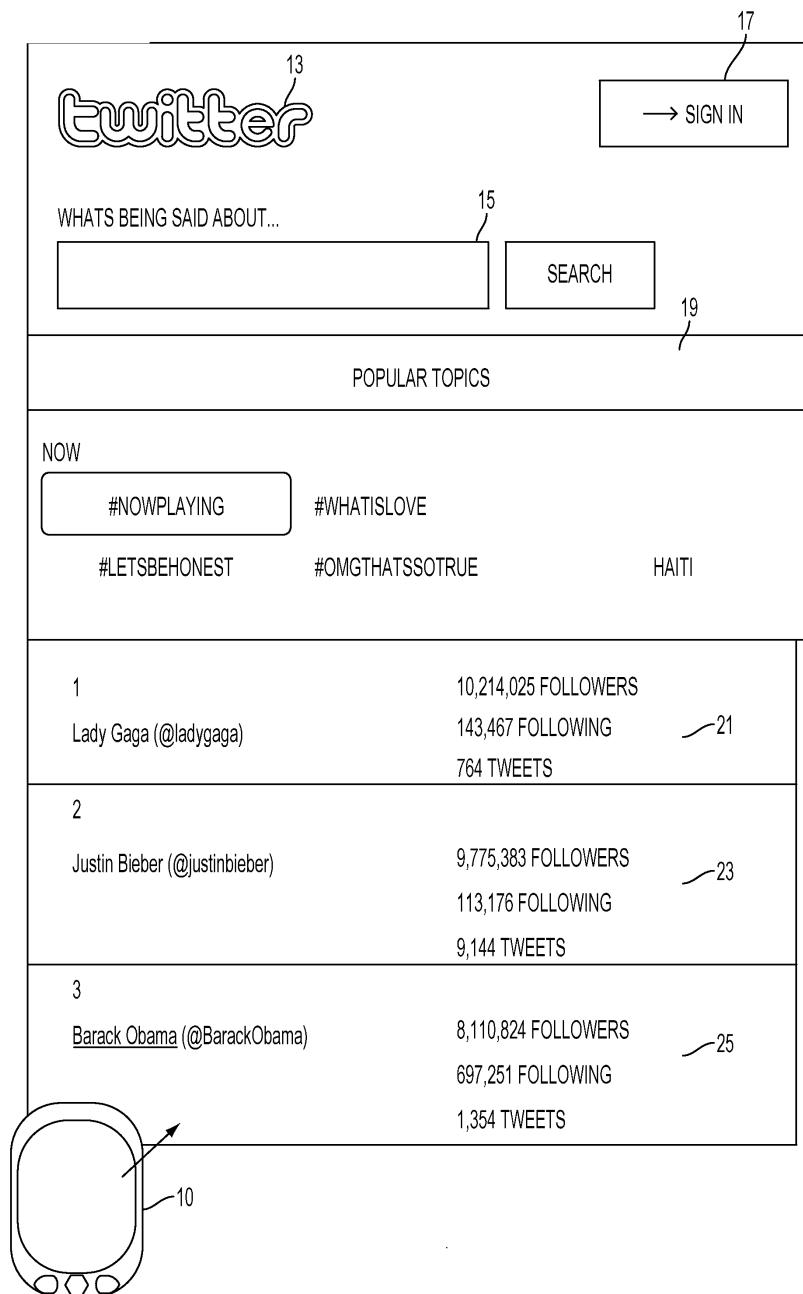 17
13
twitter
→ SIGN IN
WHATS BEING SAID ABOUT...
15
SEARCH
19
POPULAR TOPICS
NOW
#NOWPLAYING #WHATISLOVE
#LETSBEHONEST #OMGTHATSSOTRUE HAITI
1
10,214,025 FOLLOWERS
Lady Gaga (@ladygaga)
143,467 FOLLOWING
21
764 TWEETS
2
Justin Bieber (@justinbieber)
9,775,383 FOLLOWERS
23
113,176 FOLLOWING
9,144 TWEETS
3
Barack Obama (@BarackObama)
8,110,824 FOLLOWERS
25
697,251 FOLLOWING
1,354 TWEETS
10